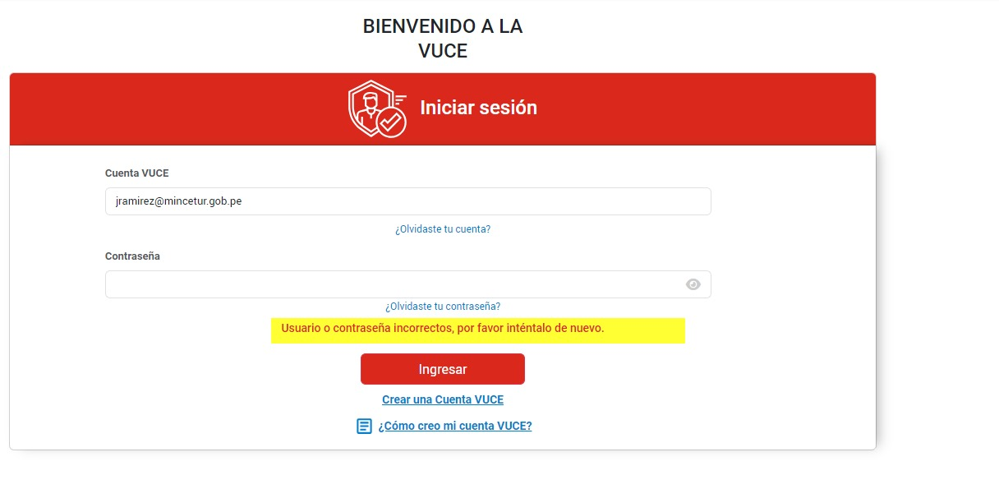 BIENVENIDO A LA
VUCE
Iniciar sesión
Cuenta VUCE
jramirez@mincetur.gob.pe
¿Olvidaste tu cuenta?
Contraseña
¿Olvidaste tu contraseña?
Usuario o contraseña incorrectos, por favor inténtalo de nuevo.
Ingresar
Crear una Cuenta VUCE
¿Cómo creo mi cuenta VUCE?